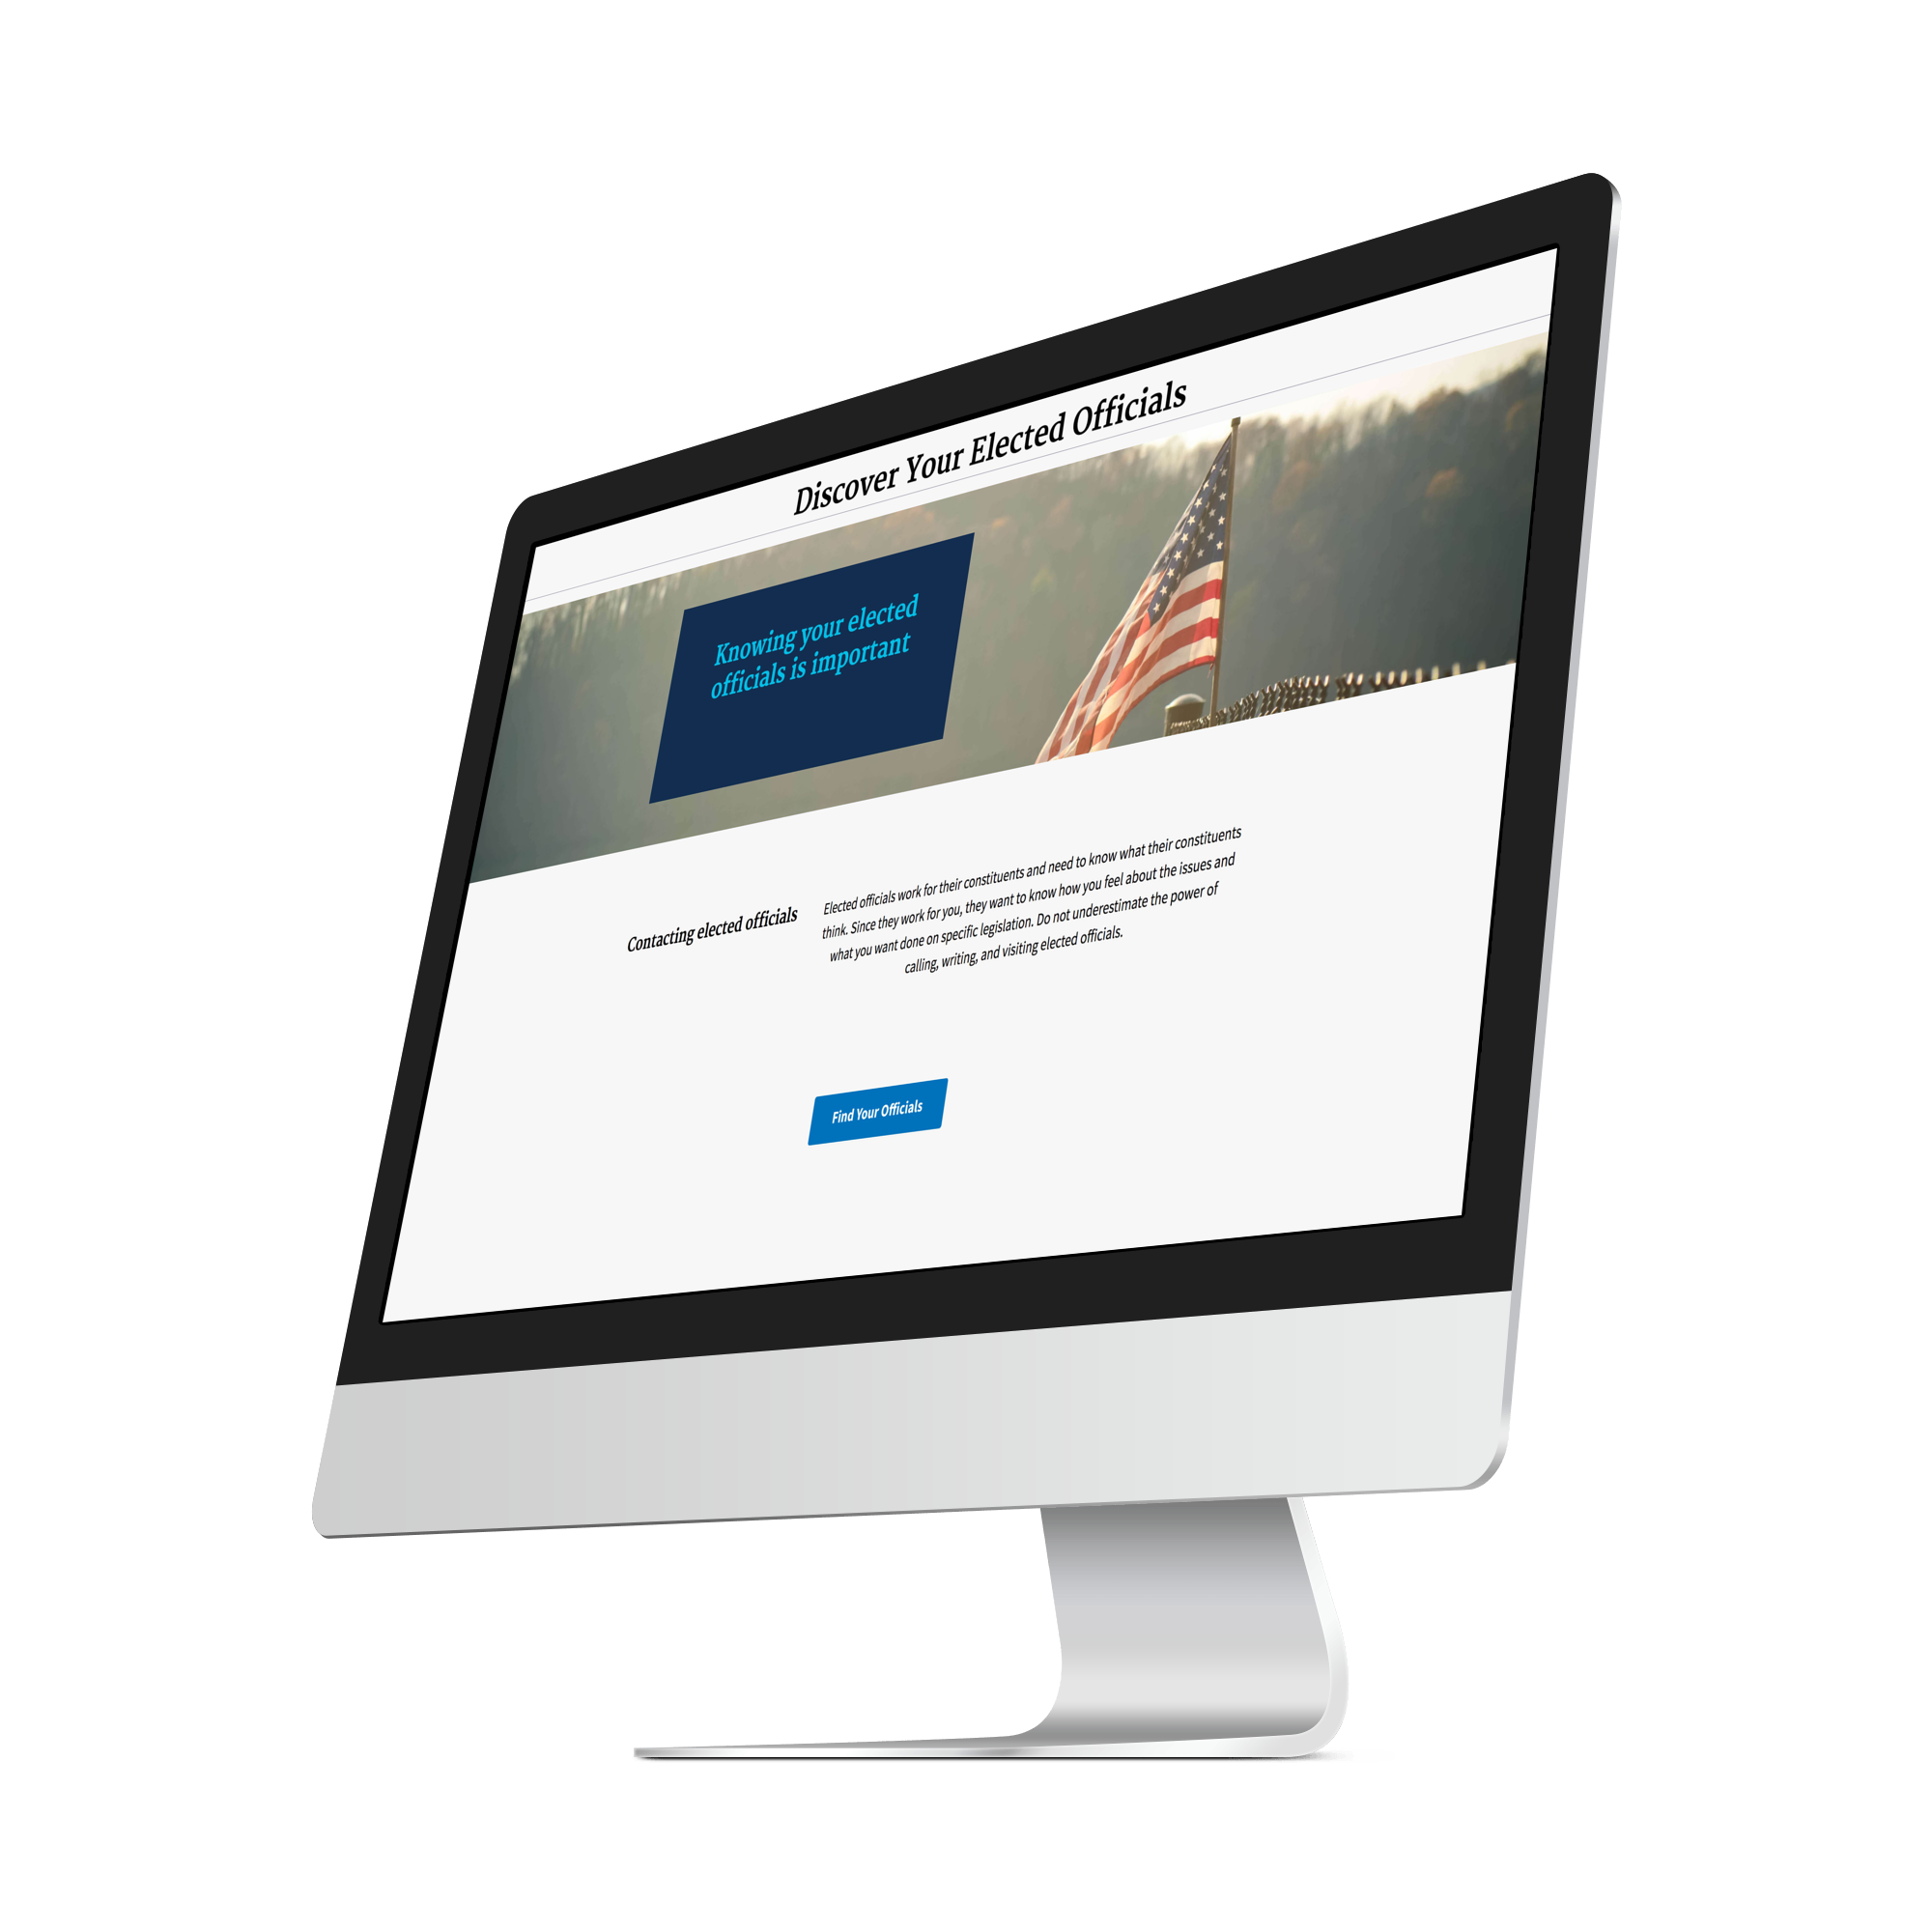 Discover Your Elected Officials
Knowing your elected
officials is important
Contacting elected officials
Elected officials work for their constituents and need to know what their constituents
think. Since they work for you, they want to know how you feel about the issues and
what you want done on specific legislation. Do not underestimate the power of
calling, writing, and visiting elected officials.
Find Your Officials